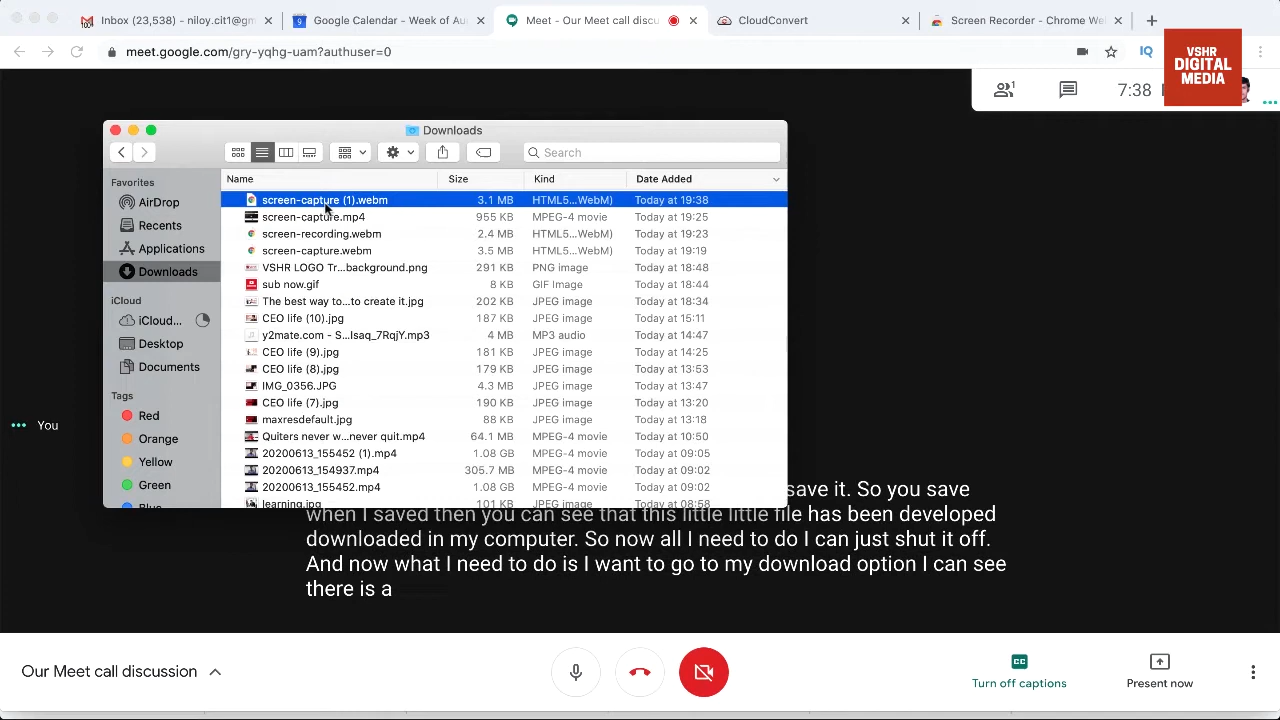 Inbox (23,538) - niloy.cit1@gm
Google Calendar - Week of Au
Meet - Our Meet call discu
CloudConvert
Screen Recorder - Chrome We
meet.google.com/gry-yqhg-uam?authuser=0
IQ
VSHR
DIGITAL
MEDIA
1
7:38
Downloads
Search
Favorites
AirDrop
Recents
Applications
Downloads
iCloud
iCloud...
Desktop
Documents
Tags
Red
Orange
Yellow
Green
Blue
Name Size Kind Date Added
screen-capture (1).webm 3.1 MB HTML5...WebM) Today at 19:38
screen-capture.mp4 955 KB MPEG-4 movie Today at 19:25
screen-recording.webm 2.4 MB HTML5...WebM) Today at 19:23
screen-capture.webm 3.5 MB HTML5...WebM) Today at 19:19
VSHR LOGO Tr...background.png 291 KB PNG image Today at 18:48
sub now.gif 8 KB GIF Image Today at 18:44
The best way to...to create it.jpg 202 KB JPEG image Today at 18:34
CEO life (10).jpg 187 KB JPEG image Today at 15:11
y2mate.com - S...Isaq_7RqjY.mp3 4 MB MP3 audio Today at 14:47
CEO life (9).jpg 181 KB JPEG image Today at 14:25
CEO life (8).jpg 179 KB JPEG image Today at 13:53
IMG_0356.JPG 4.3 MB JPEG image Today at 13:47
CEO life (7).jpg 190 KB JPEG image Today at 13:20
maxresdefault.jpg 88 KB JPEG image Today at 13:18
Quiters never w...never quit.mp4 64.1 MB MPEG-4 movie Today at 10:50
20200613_155452 (1).mp4 1.08 GB MPEG-4 movie Today at 09:05
20200613_154937.mp4 305.7 MB MPEG-4 movie Today at 09:02
20200613_155452.mp4 1.08 GB MPEG-4 movie Today at 09:02
learning.jpg 101 KB JPEG image Today at 08:58
You
save it. So you save
when I saved then you can see that this little little file has been developed
downloaded in my computer. So now all I need to do I can just shut it off.
And now what I need to do is I want to go to my download option I can see
there is a
Our Meet call discussion
CC
Turn off captions
Present now